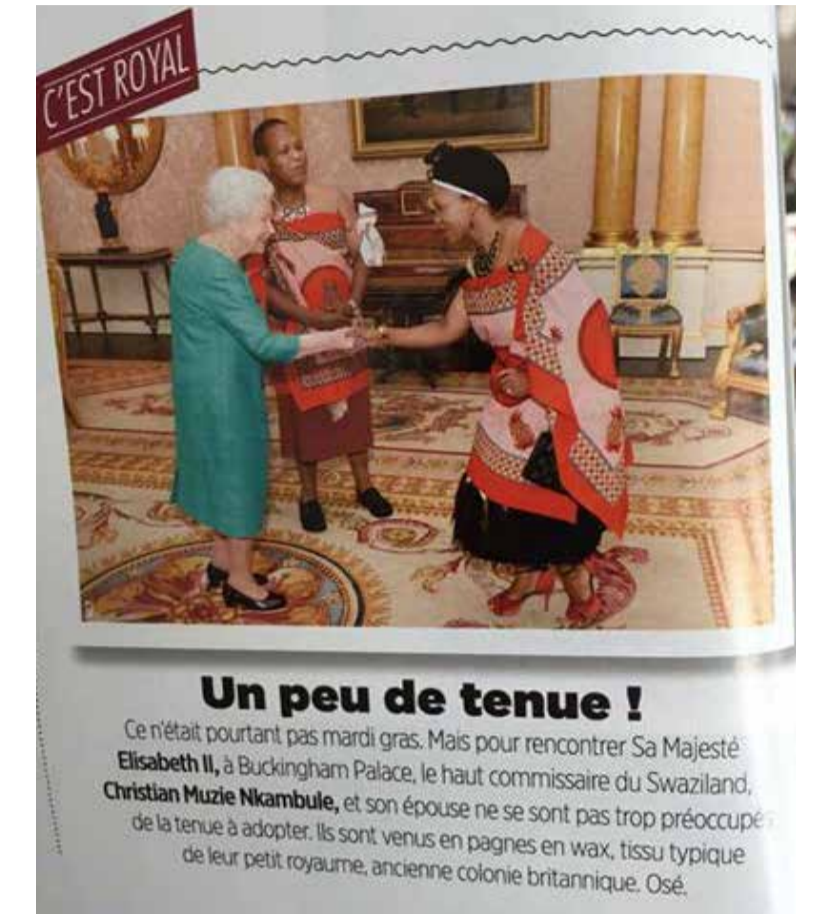 C'EST ROYAL
Un peu de tenue !
Ce n'était pourtant pas mardi gras. Mais pour rencontrer Sa Majesté
Elisabeth II, à Buckingham Palace, le haut commissaire du Swaziland,
Christian Muzie Nkambule, et son épouse ne se sont pas trop préoccupés
de la tenue à adopter. Ils sont venus en pagnes en wax, tissu typique
de leur petit royaume, ancienne colonie britannique. Osé.